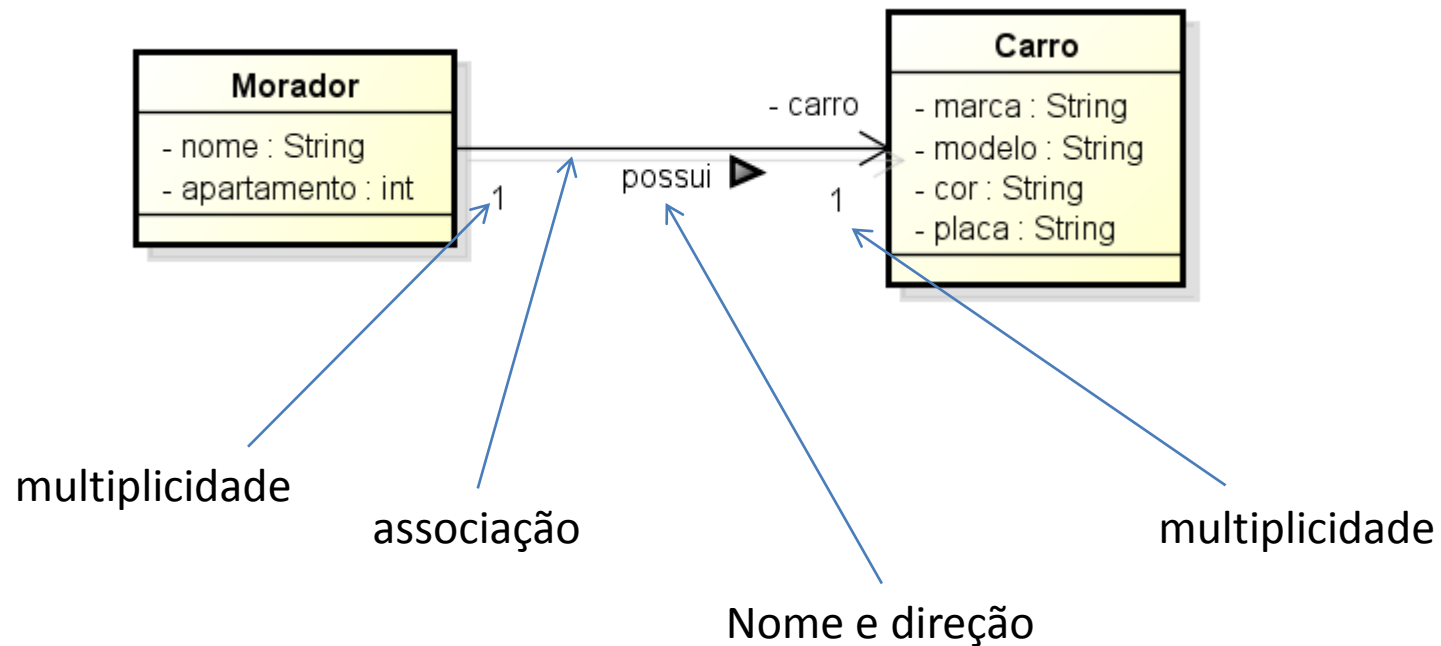 Morador
- nome : String
- apartamento : int
- carro
possui
1
1
Carro
- marca : String
- modelo : String
- cor : String
- placa : String
multiplicidade
associação
multiplicidade
Nome e direção